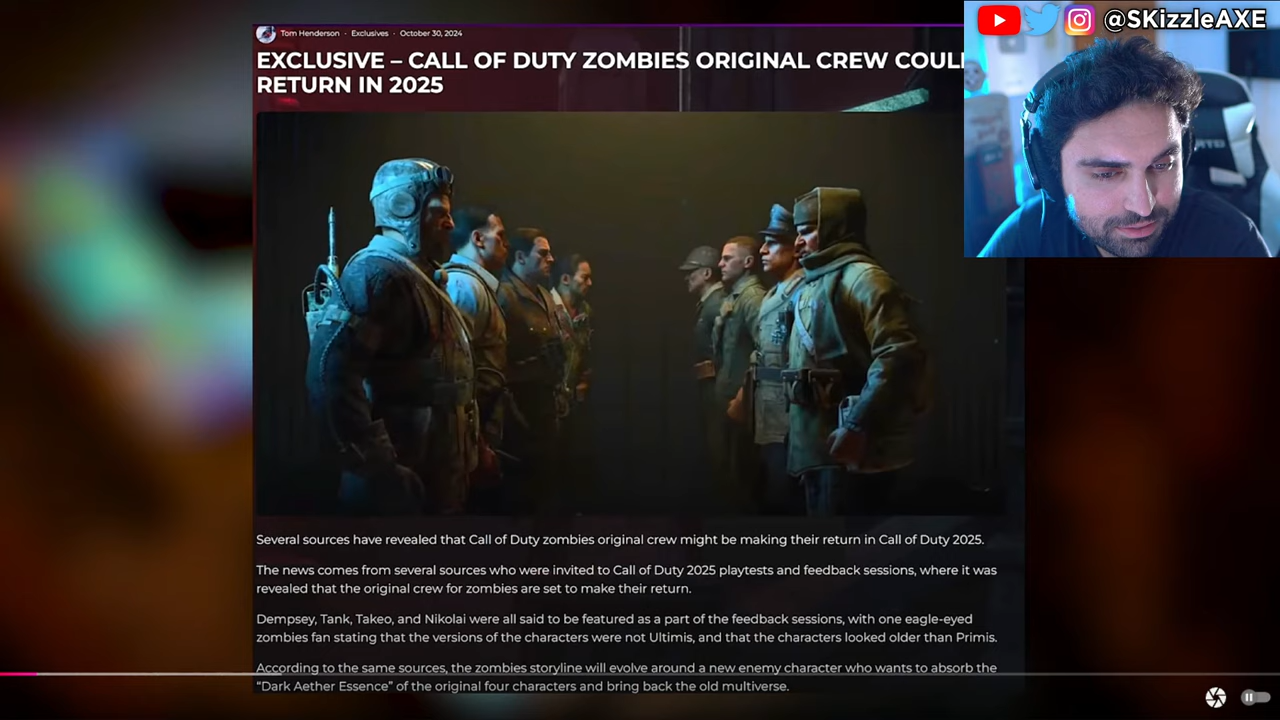 @SKizzleAXE
Tom Henderson · Exclusives · October 30, 2024
EXCLUSIVE – CALL OF DUTY ZOMBIES ORIGINAL CREW COUL
RETURN IN 2025
Several sources have revealed that Call of Duty zombies original crew might be making their return in Call of Duty 2025.
The news comes from several sources who were invited to Call of Duty 2025 playtests and feedback sessions, where it was
revealed that the original crew for zombies are set to make their return.
Dempsey, Tank, Takeo, and Nikolai were all said to be featured as a part of the feedback sessions, with one eagle-eyed
zombies fan stating that the versions of the characters were not Ultimis, and that the characters looked older than Primis.
According to the same sources, the zombies storyline will evolve around a new enemy character who wants to absorb the
“Dark Aether Essence” of the original four characters and bring back the old multiverse.